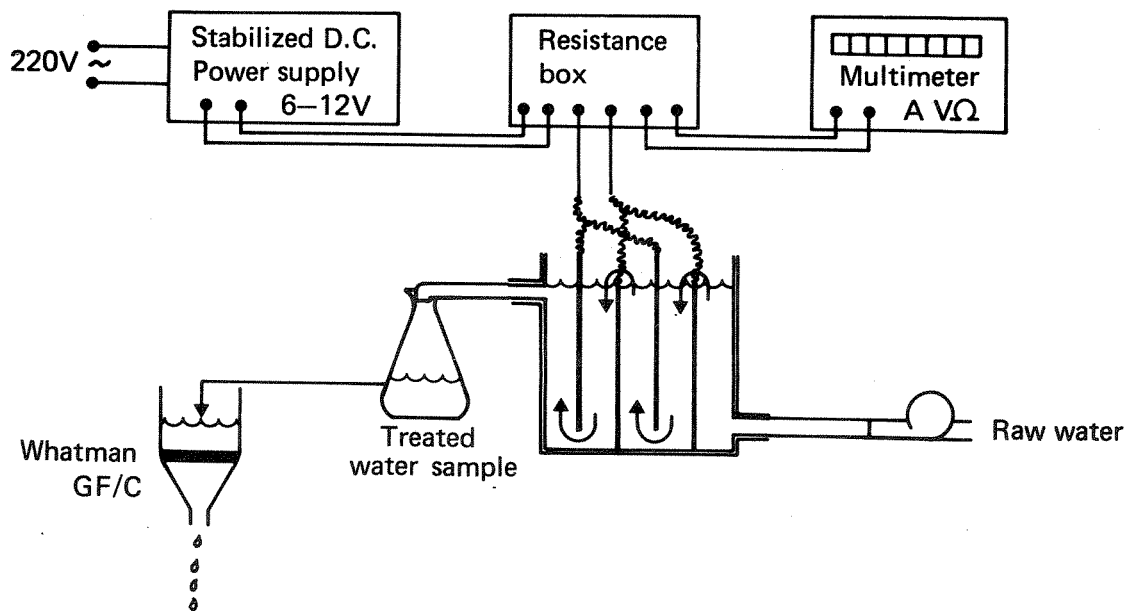 220V ~
Stabilized D.C.
Power supply
6–12V
Resistance
box
Multimeter
A VΩ
Whatman
GF/C
Treated
water sample
Raw water